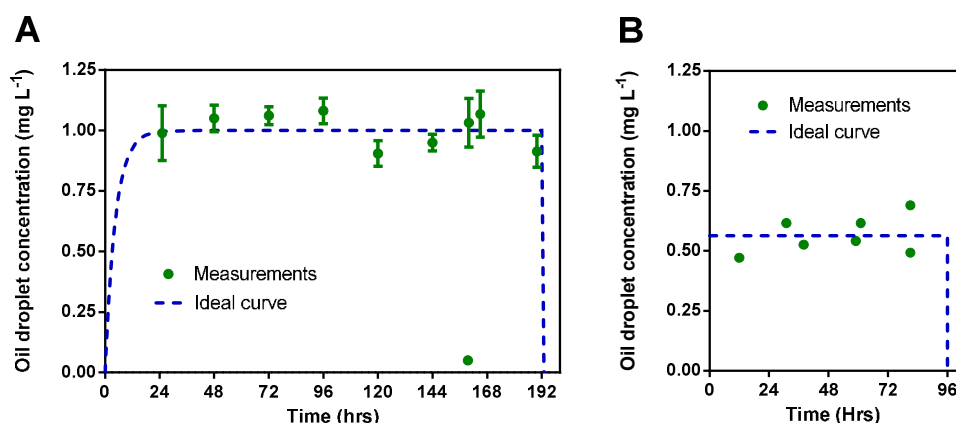 A
Oil droplet concentration (mg L⁻¹)
1.25
1.00
0.75
0.50
0.25
0.00
Measurements
Ideal curve
0 24 48 72 96 120 144 168 192
Time (hrs)
B
Oil droplet concentration (mg L⁻¹)
1.25
1.00
0.75
0.50
0.25
0.00
Measurements
Ideal curve
0 24 48 72 96
Time (Hrs)